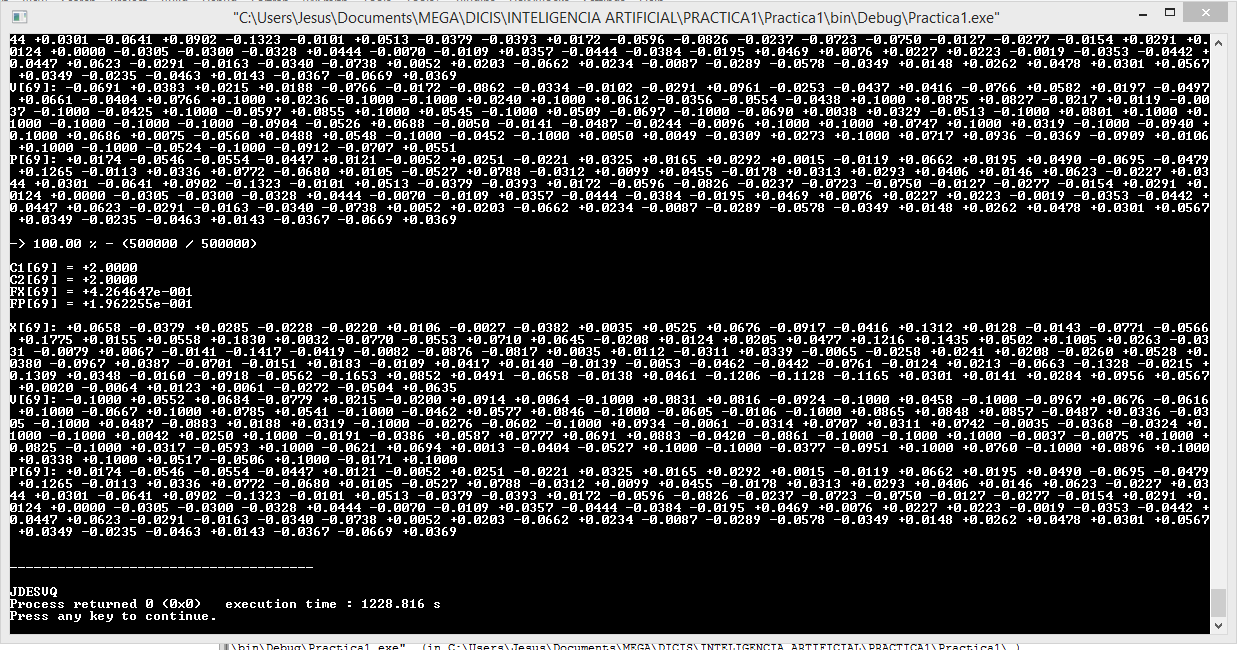 "C:\Users\Jesus\Documents\MEGA\DICIS\INTELIGENCIA ARTIFICIAL\PRACTICA1\Practica1\bin\Debug\Practica1.exe"
44 +0.0301 -0.0641 +0.0902 -0.1323 -0.0101 +0.0513 -0.0379 -0.0393 +0.0172 -0.0596 -0.0826 -0.0237 -0.0723 -0.0750 -0.0127 -0.0277 -0.0154 +0.0291 +0.
0124 +0.0000 -0.0305 -0.0300 -0.0328 +0.0444 -0.0070 -0.0109 +0.0357 -0.0444 -0.0384 -0.0195 +0.0469 +0.0076 +0.0227 +0.0223 -0.0019 -0.0353 -0.0442 +
0.0447 +0.0623 -0.0291 -0.0163 -0.0340 -0.0738 +0.0052 +0.0203 -0.0662 +0.0234 -0.0087 -0.0289 -0.0578 -0.0349 +0.0148 +0.0262 +0.0478 +0.0301 +0.0567
+0.0349 -0.0235 -0.0463 +0.0143 -0.0367 -0.0669 +0.0369
V[69]: -0.0691 +0.0383 +0.0215 +0.0188 -0.0766 -0.0172 -0.0862 -0.0334 -0.0102 -0.0291 +0.0961 -0.0253 -0.0437 +0.0416 -0.0766 +0.0582 +0.0197 -0.0497
+0.0661 -0.0404 +0.0766 +0.1000 +0.0236 -0.1000 -0.1000 +0.0240 +0.1000 +0.0612 -0.0356 -0.0554 -0.0438 +0.1000 +0.0875 +0.0827 -0.0217 +0.0119 -0.00
37 -0.1000 -0.0425 +0.1000 -0.0597 +0.0855 +0.1000 +0.0545 -0.1000 -0.0509 -0.0697 -0.1000 -0.0690 +0.0038 +0.0329 -0.0513 -0.1000 +0.0801 +0.1000 +0.
1000 -0.1000 -0.1000 -0.1000 -0.0904 -0.0526 +0.0688 -0.0050 -0.0141 -0.0487 -0.0244 -0.0096 +0.1000 +0.1000 +0.0747 +0.1000 +0.0319 -0.1000 -0.0940 -
0.1000 +0.0686 +0.0075 -0.0560 +0.0488 +0.0548 -0.1000 -0.0452 -0.1000 +0.0050 +0.0049 -0.0309 +0.0273 +0.1000 +0.0717 +0.0936 -0.0369 -0.0909 +0.0106
+0.1000 -0.1000 -0.0524 -0.1000 -0.0912 -0.0707 +0.0551
P[69]: +0.0174 -0.0546 -0.0554 -0.0447 +0.0121 -0.0052 +0.0251 -0.0221 +0.0325 +0.0165 +0.0292 +0.0015 -0.0119 +0.0662 +0.0195 +0.0490 -0.0695 -0.0479
+0.1265 -0.0113 +0.0336 +0.0772 -0.0680 +0.0105 -0.0527 +0.0788 -0.0312 +0.0099 +0.0455 -0.0178 +0.0313 +0.0293 +0.0406 +0.0146 +0.0623 -0.0227 +0.03
44 +0.0301 -0.0641 +0.0902 -0.1323 -0.0101 +0.0513 -0.0379 -0.0393 +0.0172 -0.0596 -0.0826 -0.0237 -0.0723 -0.0750 -0.0127 -0.0277 -0.0154 +0.0291 +0.
0124 +0.0000 -0.0305 -0.0300 -0.0328 +0.0444 -0.0070 -0.0109 +0.0357 -0.0444 -0.0384 -0.0195 +0.0469 +0.0076 +0.0227 +0.0223 -0.0019 -0.0353 -0.0442 +
0.0447 +0.0623 -0.0291 -0.0163 -0.0340 -0.0738 +0.0052 +0.0203 -0.0662 +0.0234 -0.0087 -0.0289 -0.0578 -0.0349 +0.0148 +0.0262 +0.0478 +0.0301 +0.0567
+0.0349 -0.0235 -0.0463 +0.0143 -0.0367 -0.0669 +0.0369
-> 100.00 % - (500000 / 500000)
C1[69] = +2.0000
C2[69] = +2.0000
FX[69] = +4.264647e-001
FP[69] = +1.962255e-001
X[69]: +0.0658 -0.0379 +0.0285 -0.0228 -0.0220 +0.0106 -0.0027 -0.0382 +0.0035 +0.0525 +0.0676 -0.0917 -0.0416 +0.1312 +0.0128 -0.0143 -0.0771 -0.0566
+0.1775 +0.0155 +0.0558 +0.1830 +0.0032 -0.0770 -0.0553 +0.0710 +0.0645 -0.0208 +0.0124 +0.0205 +0.0477 +0.1216 +0.1435 +0.0502 +0.1005 +0.0263 -0.03
31 -0.0079 +0.0067 -0.0141 -0.1417 -0.0419 -0.0082 -0.0876 -0.0817 +0.0035 +0.0112 -0.0311 +0.0339 -0.0065 -0.0258 +0.0241 +0.0208 -0.0260 +0.0528 +0.
0380 -0.0967 +0.0387 -0.0701 -0.0151 +0.0183 -0.0109 +0.0417 +0.0140 -0.0139 -0.0053 -0.0462 -0.0442 -0.0761 -0.0124 +0.0213 -0.0663 -0.1328 -0.0215 +
0.1309 +0.0348 -0.0160 -0.0918 -0.0562 -0.1653 +0.0852 +0.0491 -0.0658 -0.0138 +0.0461 -0.1206 -0.1128 -0.1165 +0.0301 +0.0141 +0.0284 +0.0956 +0.0567
+0.0020 -0.0064 +0.0123 +0.0061 -0.0272 -0.0504 +0.0635
V[69]: -0.1000 +0.0552 +0.0684 -0.0779 +0.0215 -0.0200 +0.0914 +0.0064 -0.1000 +0.0831 +0.0816 -0.0924 -0.1000 +0.0458 -0.1000 -0.0967 +0.0676 -0.0616
+0.1000 -0.0667 +0.1000 +0.0785 +0.0541 -0.1000 -0.0462 +0.0577 +0.0846 -0.1000 -0.0605 -0.0106 -0.1000 +0.0865 +0.0848 +0.0857 -0.0487 +0.0336 -0.03
05 -0.1000 +0.0487 -0.0883 +0.0188 +0.0319 -0.1000 -0.0276 -0.0602 -0.1000 +0.0934 -0.0061 -0.0314 +0.0707 +0.0311 +0.0742 -0.0035 -0.0368 -0.0324 +0.
1000 -0.1000 +0.0042 +0.0250 +0.1000 -0.0191 -0.0386 +0.0587 +0.0777 +0.0691 +0.0883 -0.0420 -0.0861 -0.1000 -0.1000 +0.1000 -0.0037 -0.0075 +0.1000 +
0.0825 -0.1000 +0.0317 -0.0593 +0.1000 -0.0621 +0.0694 +0.0013 -0.0404 -0.0527 +0.1000 -0.1000 -0.0377 -0.0951 +0.1000 +0.0760 -0.1000 +0.0896 +0.1000
+0.0338 +0.1000 +0.0517 -0.0506 +0.1000 -0.0171 +0.1000
P[69]: +0.0174 -0.0546 -0.0554 -0.0447 +0.0121 -0.0052 +0.0251 -0.0221 +0.0325 +0.0165 +0.0292 +0.0015 -0.0119 +0.0662 +0.0195 +0.0490 -0.0695 -0.0479
+0.1265 -0.0113 +0.0336 +0.0772 -0.0680 +0.0105 -0.0527 +0.0788 -0.0312 +0.0099 +0.0455 -0.0178 +0.0313 +0.0293 +0.0406 +0.0146 +0.0623 -0.0227 +0.03
44 +0.0301 -0.0641 +0.0902 -0.1323 -0.0101 +0.0513 -0.0379 -0.0393 +0.0172 -0.0596 -0.0826 -0.0237 -0.0723 -0.0750 -0.0127 -0.0277 -0.0154 +0.0291 +0.
0124 +0.0000 -0.0305 -0.0300 -0.0328 +0.0444 -0.0070 -0.0109 +0.0357 -0.0444 -0.0384 -0.0195 +0.0469 +0.0076 +0.0227 +0.0223 -0.0019 -0.0353 -0.0442 +
0.0447 +0.0623 -0.0291 -0.0163 -0.0340 -0.0738 +0.0052 +0.0203 -0.0662 +0.0234 -0.0087 -0.0289 -0.0578 -0.0349 +0.0148 +0.0262 +0.0478 +0.0301 +0.0567
+0.0349 -0.0235 -0.0463 +0.0143 -0.0367 -0.0669 +0.0369
--------------------------------------
JDESVQ
Process returned 0 (0x0)   execution time : 1228.816 s
Press any key to continue.
\bin\Debug\Practica1.exe"  (in C:\Users\Jesus\Documents\MEGA\DICIS\INTELIGENCIA ARTIFICIAL\PRACTICA1\Practica1\.)